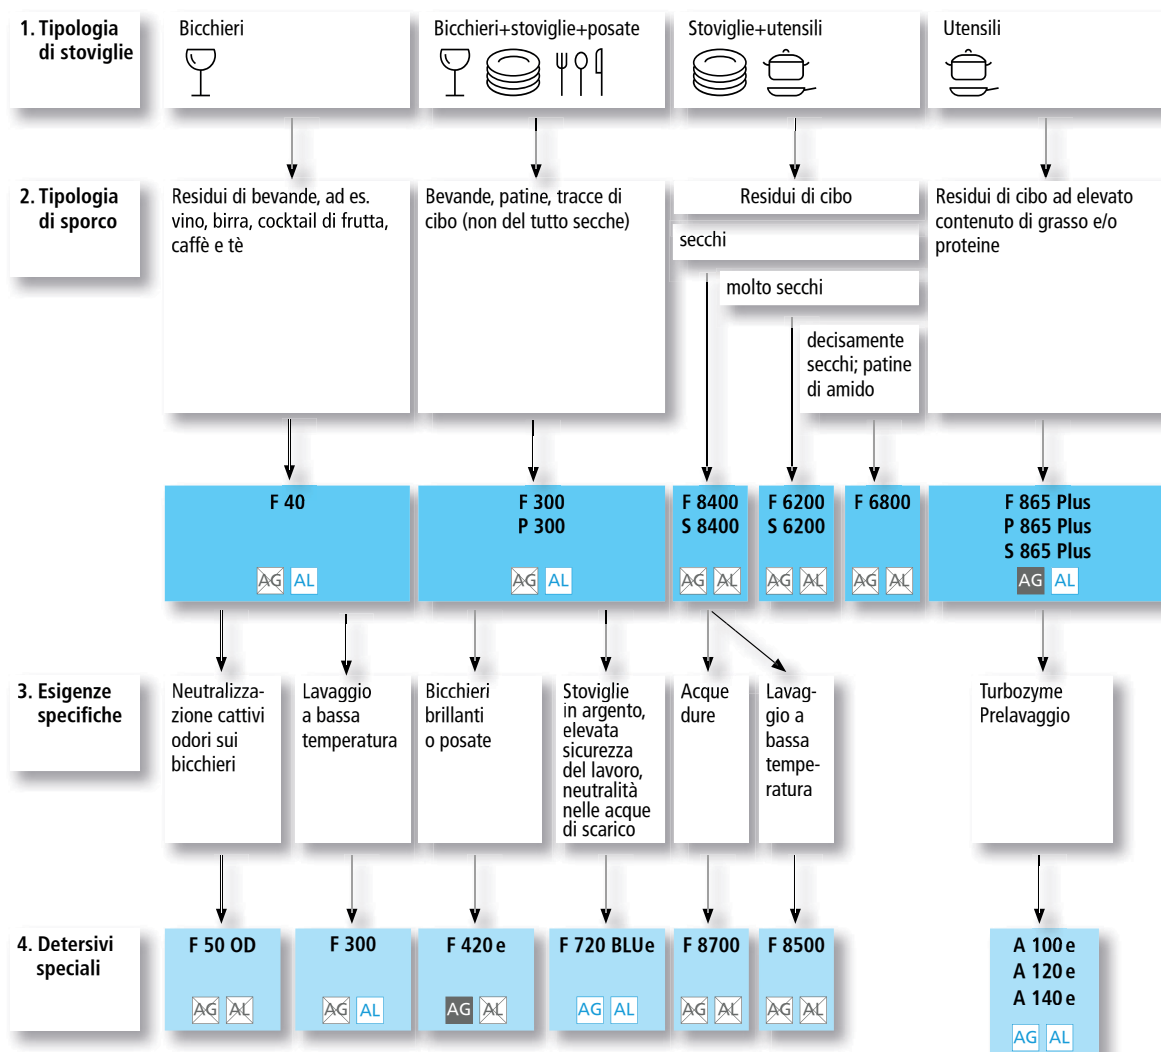 1. Tipologia
di stoviglie
Bicchieri
Bicchieri+stoviglie+posate
Stoviglie+utensili
Utensili
2. Tipologia
di sporco
Residui di bevande, ad es.
vino, birra, cocktail di frutta,
caffè e tè
Bevande, patine, tracce di
cibo (non del tutto secche)
Residui di cibo
secchi
molto secchi
decisamente
secchi; patine
di amido
Residui di cibo ad elevato
contenuto di grasso e/o
proteine
F 40
AG AL
F 300
P 300
AG AL
F 8400
S 8400
AG AL
F 6200
S 6200
AG AL
F 6800
AG AL
F 865 Plus
P 865 Plus
S 865 Plus
AG AL
3. Esigenze
specifiche
Neutralizza-
zione cattivi
odori sui
bicchieri
Lavaggio
a bassa
temperatura
Bicchieri
brillanti
o posate
Stoviglie
in argento,
elevata
sicurezza
del lavoro,
neutralità
nelle acque
di scarico
Acque
dure
Lavag-
gio a
bassa
tempe-
ratura
Turbozyme
Prelavaggio
4. Detersivi
speciali
F 50 OD
AG AL
F 300
AG AL
F 420 e
AG AL
F 720 BLUe
AG AL
F 8700
AG AL
F 8500
AG AL
A 100 e
A 120 e
A 140 e
AG AL